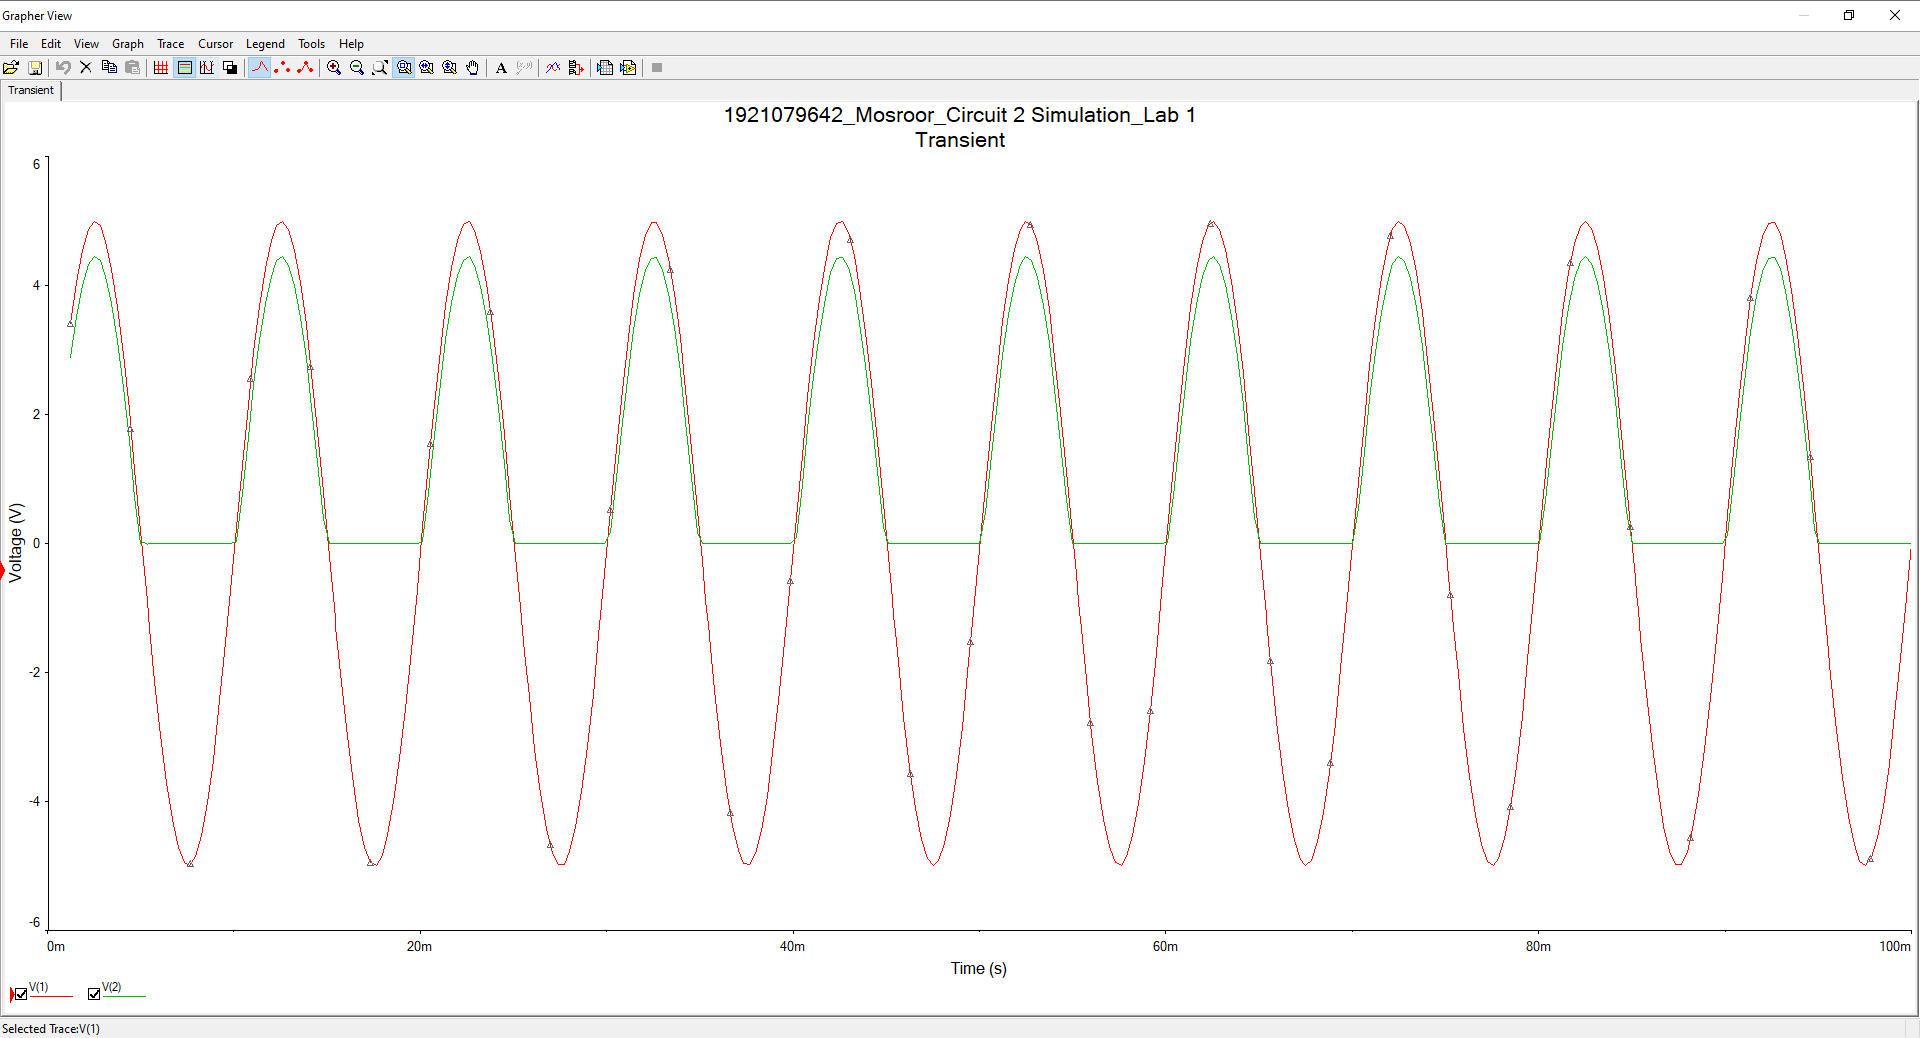 Grapher View
File Edit View Graph Trace Cursor Legend Tools Help
A
Transient
1921079642_Mosroor_Circuit 2 Simulation_Lab 1
Transient
6
4
2
0
-2
-4
-6
Voltage (V)
0m 20m 40m 60m 80m 100m
Time (s)
V(1) V(2)
Selected Trace:V(1)